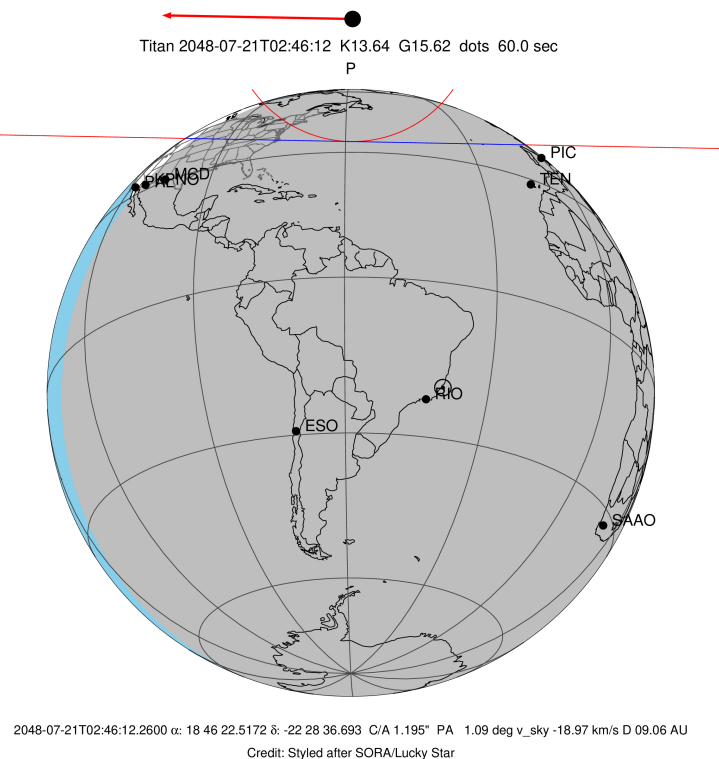 Titan 2048-07-21T02:46:12 K13.64 G15.62 dots 60.0 sec
P
PIC
MCD
KPNO
PAL
TEN
RIO
ESO
SAAO
2048-07-21T02:46:12.2600 α: 18 46 22.5172 δ: -22 28 36.693 C/A 1.195" PA 1.09 deg v_sky -18.97 km/s D 09.06 AU
Credit: Styled after SORA/Lucky Star